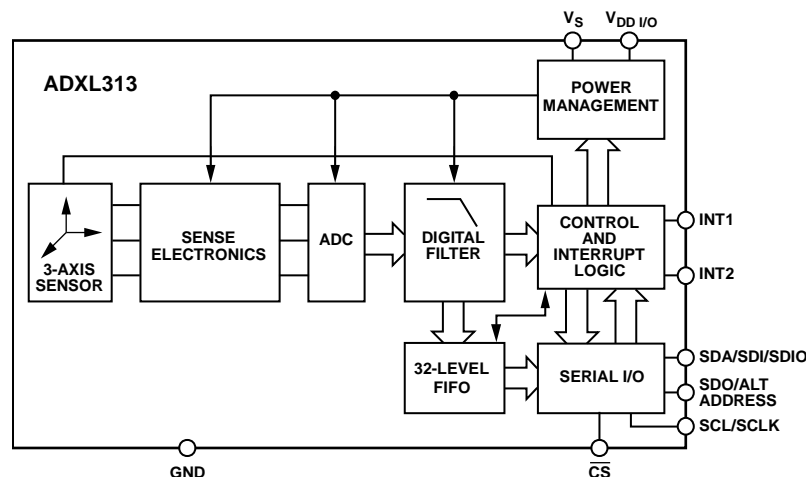 V_S
V_DD I/O
ADXL313
POWER
MANAGEMENT
3-AXIS
SENSOR
SENSE
ELECTRONICS
ADC
DIGITAL
FILTER
CONTROL
AND
INTERRUPT
LOGIC
INT1
INT2
32-LEVEL
FIFO
SERIAL I/O
SDA/SDI/SDIO
SDO/ALT
ADDRESS
SCL/SCLK
GND
C̅S̅